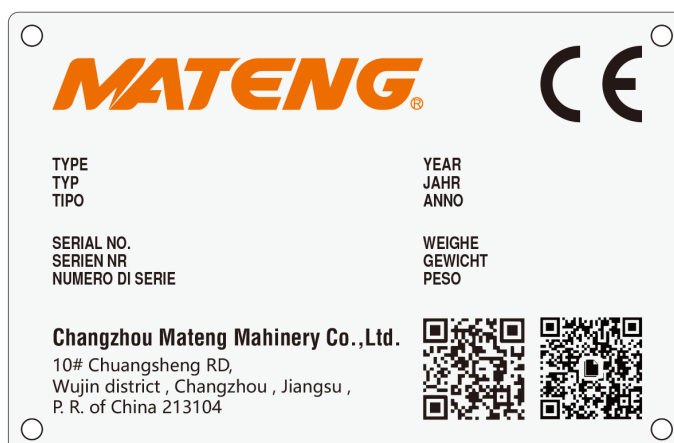 MATENG®
CE
TYPE
TYP
TIPO
YEAR
JAHR
ANNO
SERIAL NO.
SERIEN NR
NUMERO DI SERIE
WEIGHE
GEWICHT
PESO
Changzhou Mateng Mahinery Co.,Ltd.
10# Chuangsheng RD,
Wujin district , Changzhou , Jiangsu ,
P. R. of China 213104